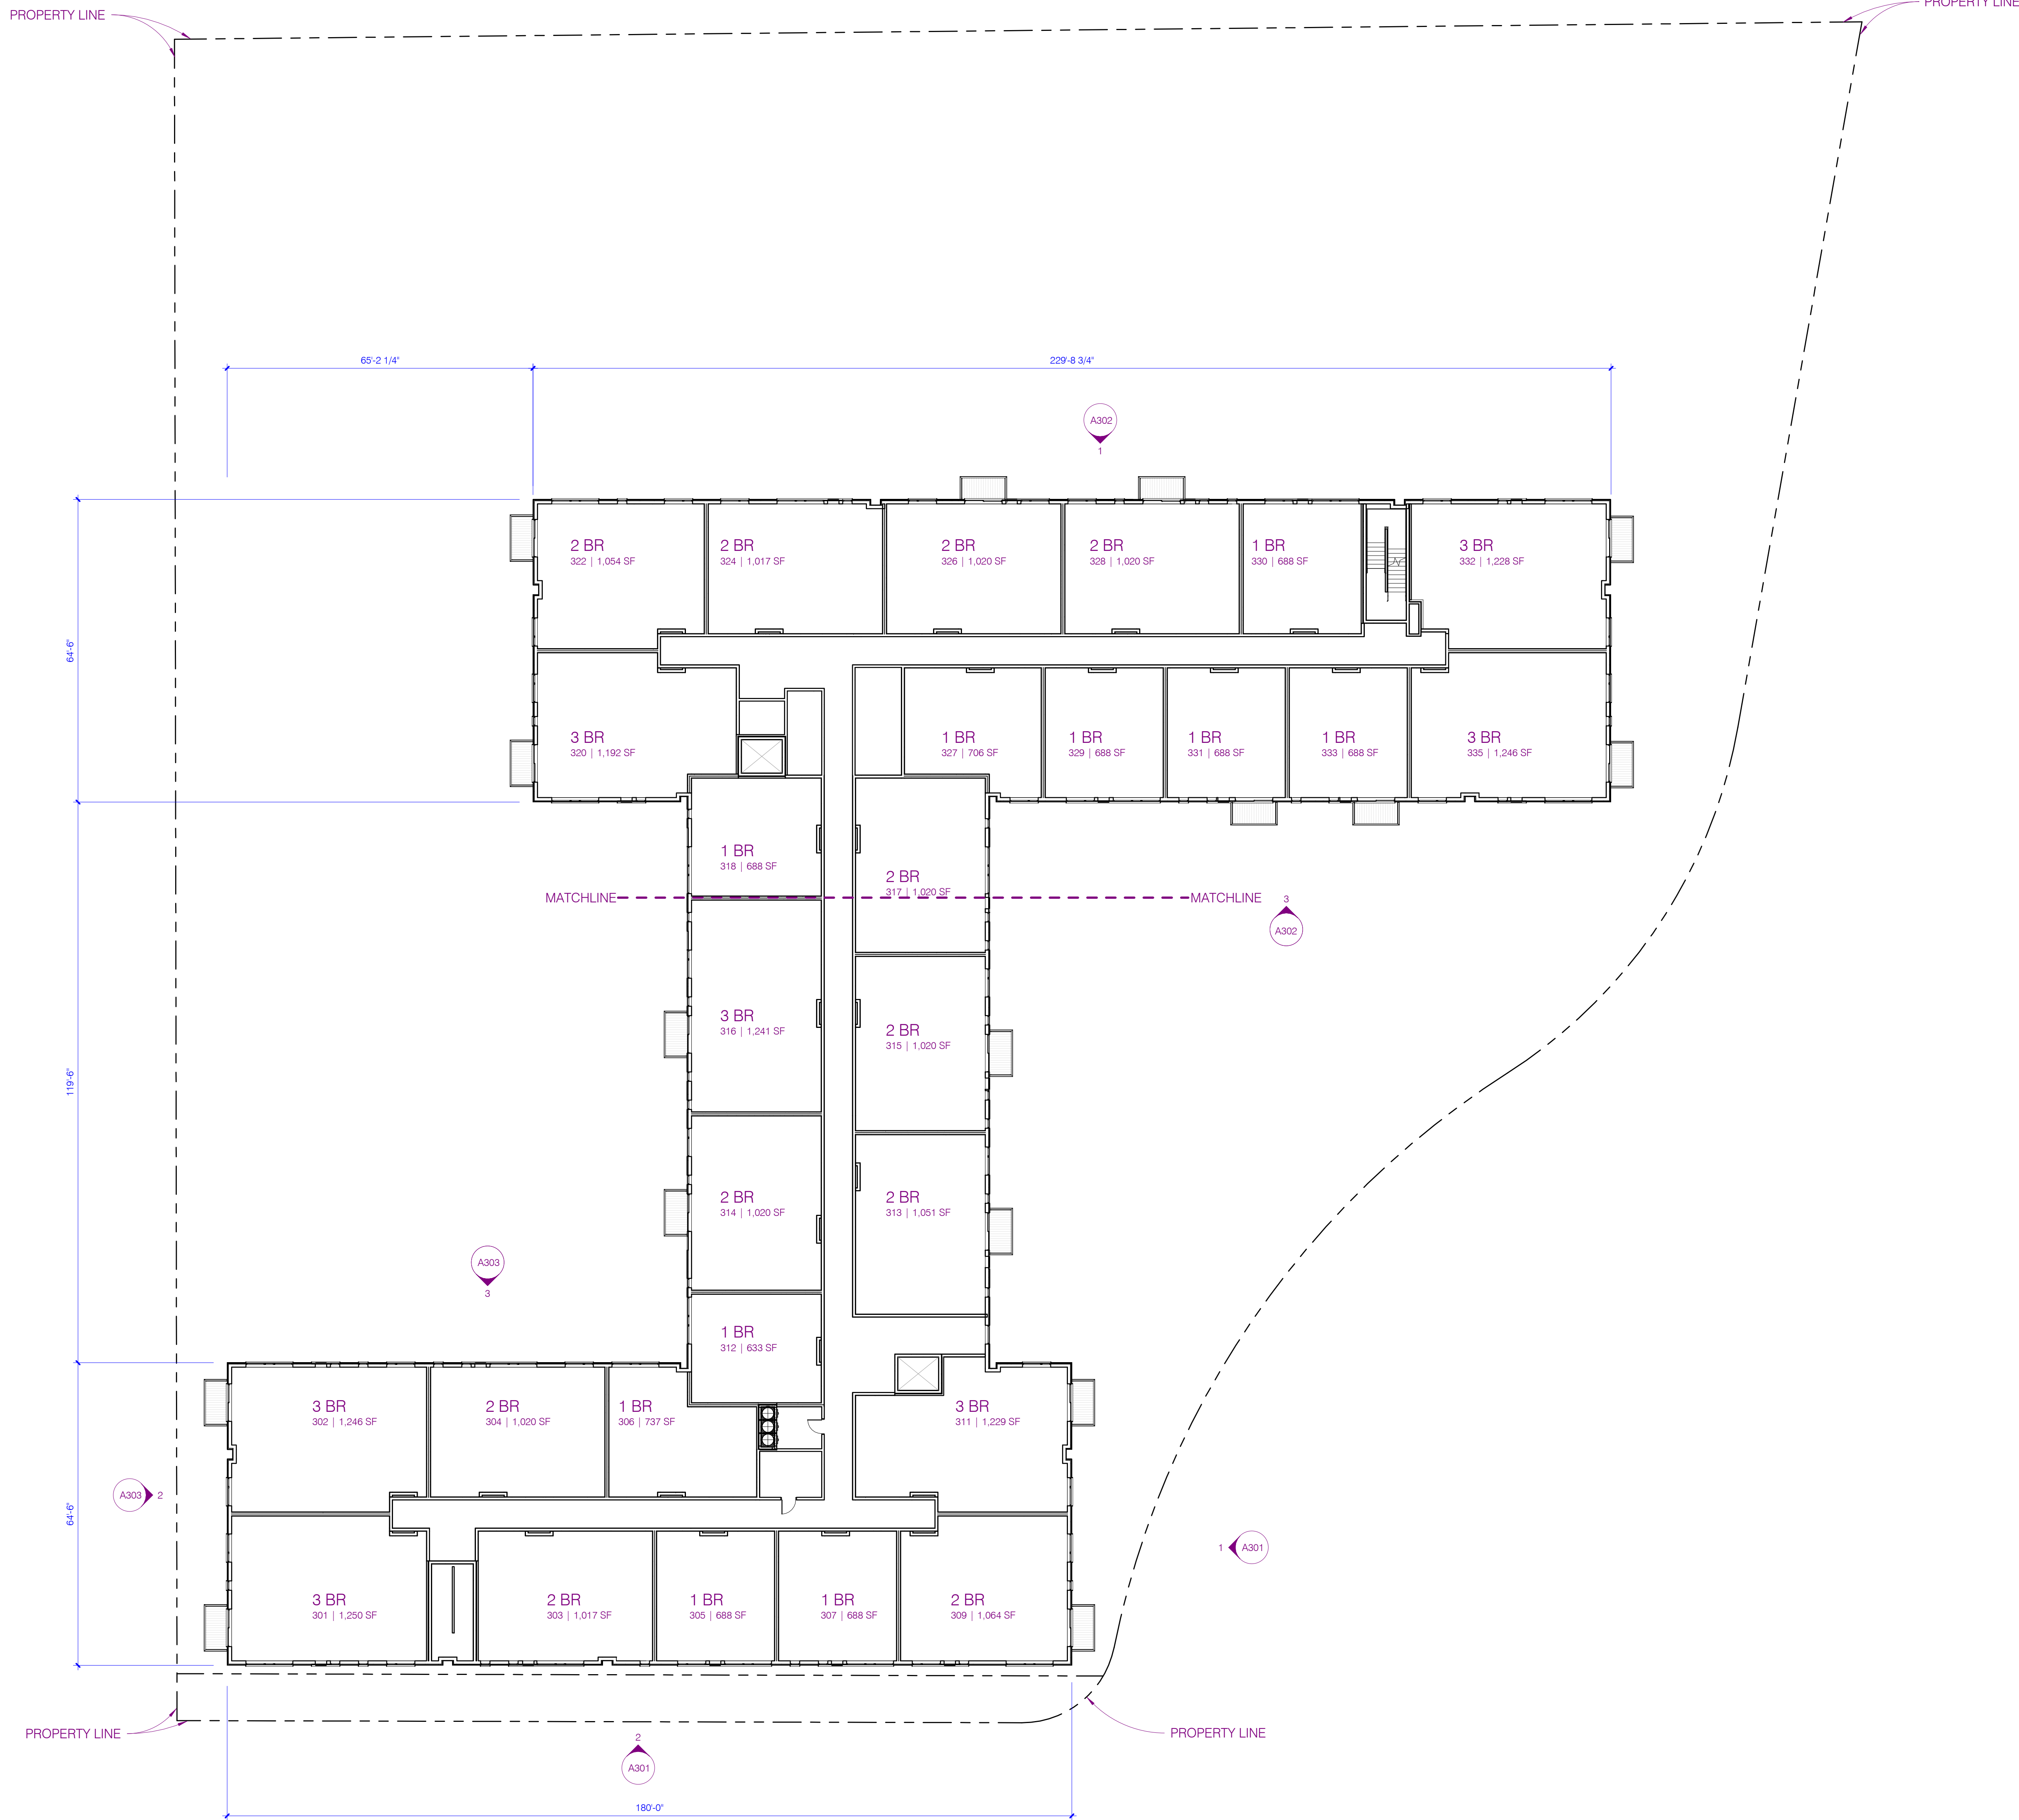 PROPERTY LINE
PROPERTY LINE
65'-2 1/4"
229'-8 3/4"
A302
1
64'-6"
2 BR
322 | 1,054 SF
2 BR
324 | 1,017 SF
2 BR
326 | 1,020 SF
2 BR
328 | 1,020 SF
1 BR
330 | 688 SF
3 BR
332 | 1,228 SF
3 BR
320 | 1,192 SF
1 BR
327 | 706 SF
1 BR
329 | 688 SF
1 BR
331 | 688 SF
1 BR
333 | 688 SF
3 BR
335 | 1,246 SF
1 BR
318 | 688 SF
2 BR
317 | 1,020 SF
MATCHLINE
MATCHLINE
3
A302
3 BR
316 | 1,241 SF
2 BR
315 | 1,020 SF
119'-6"
2 BR
314 | 1,020 SF
2 BR
313 | 1,051 SF
A303
3
1 BR
312 | 633 SF
3 BR
302 | 1,246 SF
2 BR
304 | 1,020 SF
1 BR
306 | 737 SF
3 BR
311 | 1,229 SF
A303 2
64'-6"
1 A301
3 BR
301 | 1,250 SF
2 BR
303 | 1,017 SF
1 BR
305 | 688 SF
1 BR
307 | 688 SF
2 BR
309 | 1,064 SF
PROPERTY LINE
PROPERTY LINE
2
A301
180'-0"